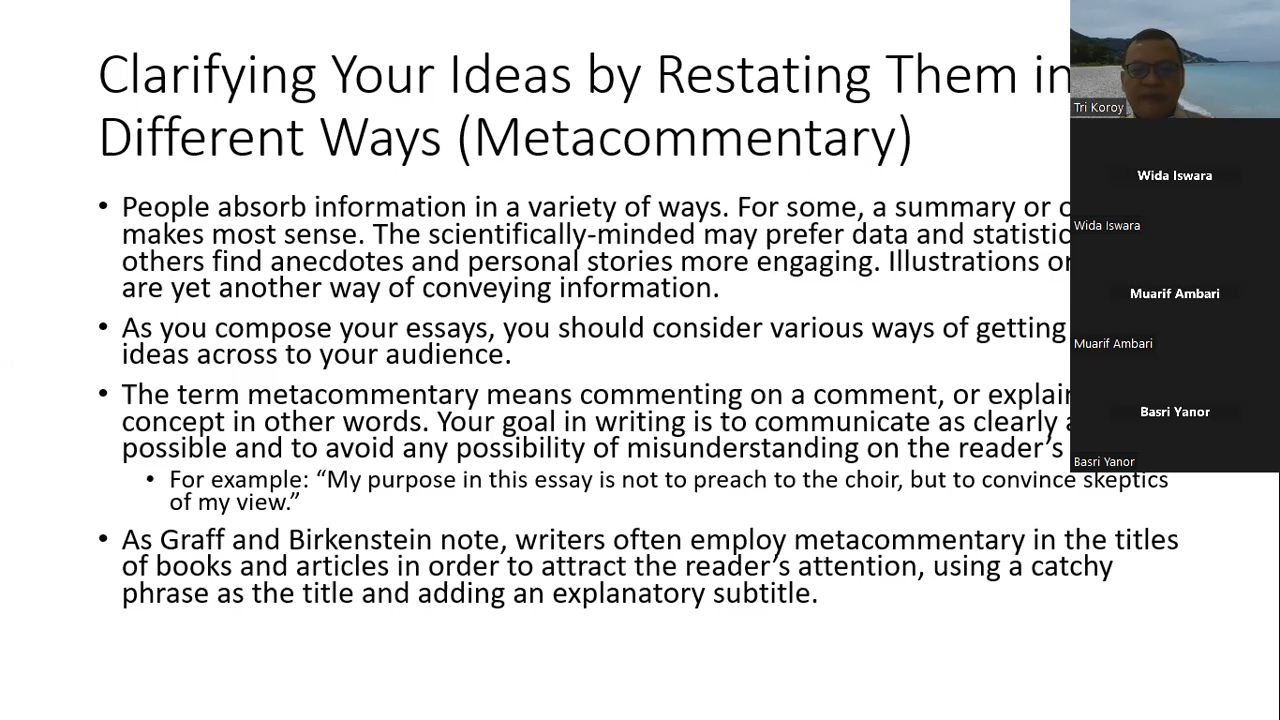 Clarifying Your Ideas by Restating Them in
Different Ways (Metacommentary)
• People absorb information in a variety of ways. For some, a summary or
makes most sense. The scientifically-minded may prefer data and
others find anecdotes and personal stories more engaging. Illustrations
are yet another way of conveying information.
• As you compose your essays, you should consider various ways of getting
ideas across to your audience.
• The term metacommentary means commenting on a comment, or
concept in other words. Your goal in writing is to communicate as clearly
possible and to avoid any possibility of misunderstanding on the reader’s
• For example: “My purpose in this essay is not to preach to the choir, but to convince skeptics
of my view.”
• As Graff and Birkenstein note, writers often employ metacommentary in the titles
of books and articles in order to attract the reader’s attention, using a catchy
phrase as the title and adding an explanatory subtitle.
Tri Koroy
Wida Iswara
Wida Iswara
Muarif Ambari
Muarif Ambari
Basri Yanor
Basri Yanor